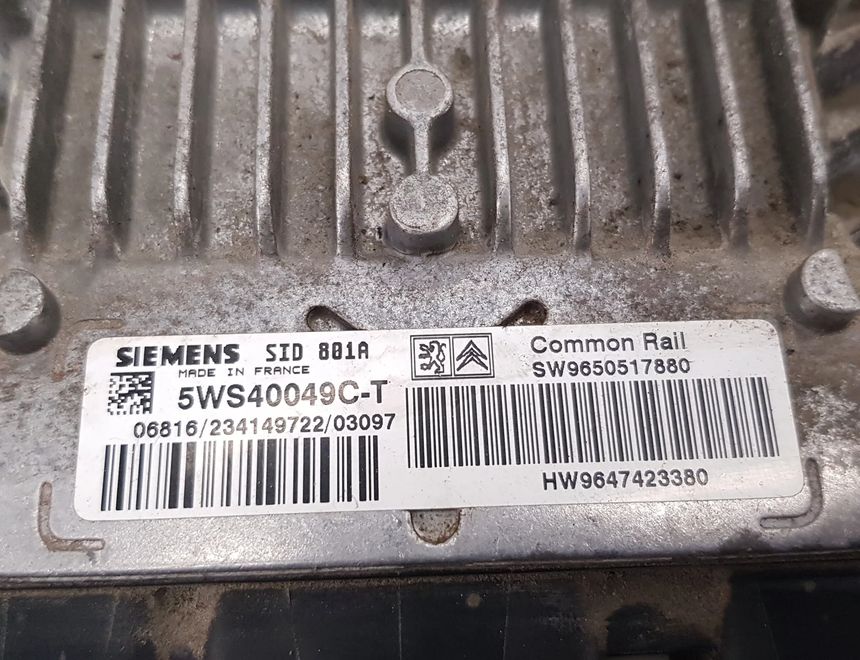 SIEMENS SID 801A
MADE IN FRANCE
5WS40049C-T
06816/234149722/03097
Common Rail
SW9650517880
HW9647423380